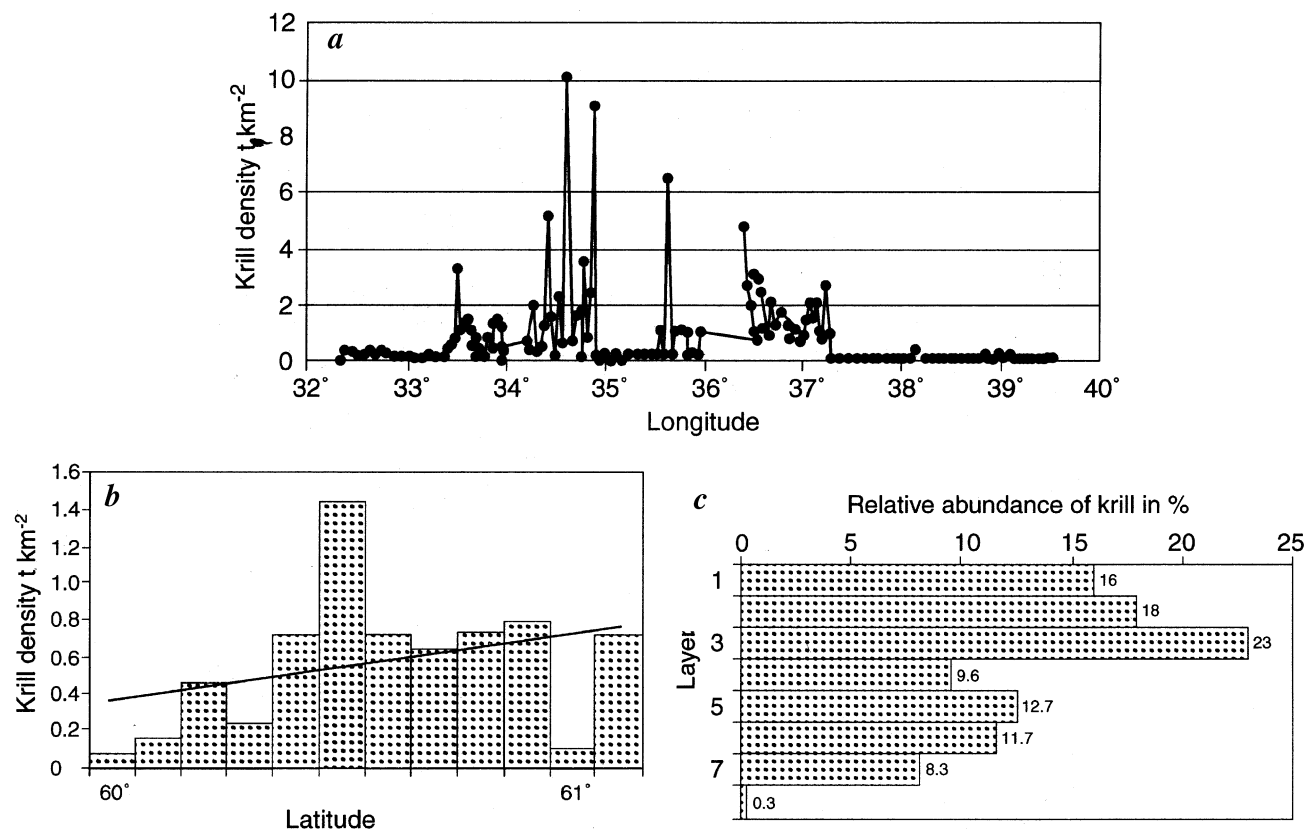 12
a
10
8
6
4
2
0
Krill density t km-2
32° 33° 34° 35° 36° 37° 38° 39° 40°
Longitude
1.6
b
1.4
1.2
1.0
0.8
0.6
0.4
0.2
0
Krill density t km-2
60° 61°
Latitude
c
Relative abundance of krill in %
0 5 10 15 20 25
Layer
1 16
18
3 23
9.6
5 12.7
11.7
7 8.3
0.3